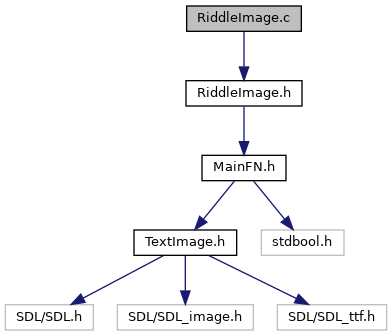 RiddleImage.c
RiddleImage.h
MainFN.h
TextImage.h
stdbool.h
SDL/SDL.h
SDL/SDL_image.h
SDL/SDL_ttf.h